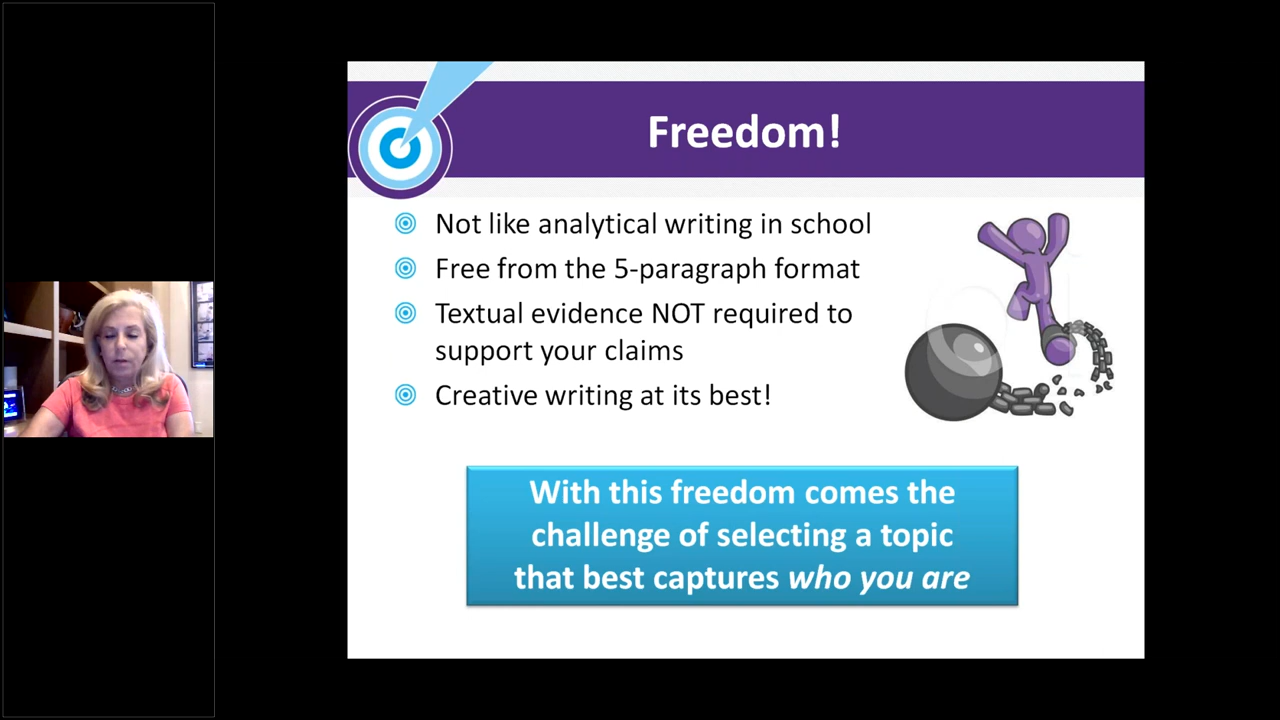 Freedom!
Not like analytical writing in school
Free from the 5-paragraph format
Textual evidence NOT required to
support your claims
Creative writing at its best!
With this freedom comes the
challenge of selecting a topic
that best captures who you are